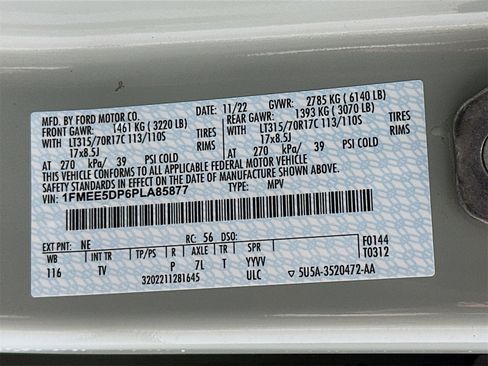 MFD. BY FORD MOTOR CO. DATE: 11/22 GVWR: 2785 KG ( 6140 LB)
FRONT GAWR: 1461 KG ( 3220 LB) REAR GAWR: 1393 KG ( 3070 LB)
WITH LT315/70R17C 113/110S TIRES WITH LT315/70R17C 113/110S TIRES
17x8.5J RIMS 17x8.5J RIMS
AT 270 kPa/ 39 PSI COLD AT 270 kPa/ 39 PSI COLD
THIS VEHICLE CONFORMS TO ALL APPLICABLE FEDERAL MOTOR VEHICLE
SAFETY STANDARDS IN EFFECT ON THE DATE OF MANUFACTURE SHOWN ABOVE.
VIN: 1FMEE5DP6PLA85877 TYPE: MPV
EXT PNT: NE RC: 56 DSO: F0144
WB INT TR TP/PS R AXLE TR SPR T0312
116 TV P 7L T YYVV
3202211281645 ULC ▽ 5U5A-3520472-AA